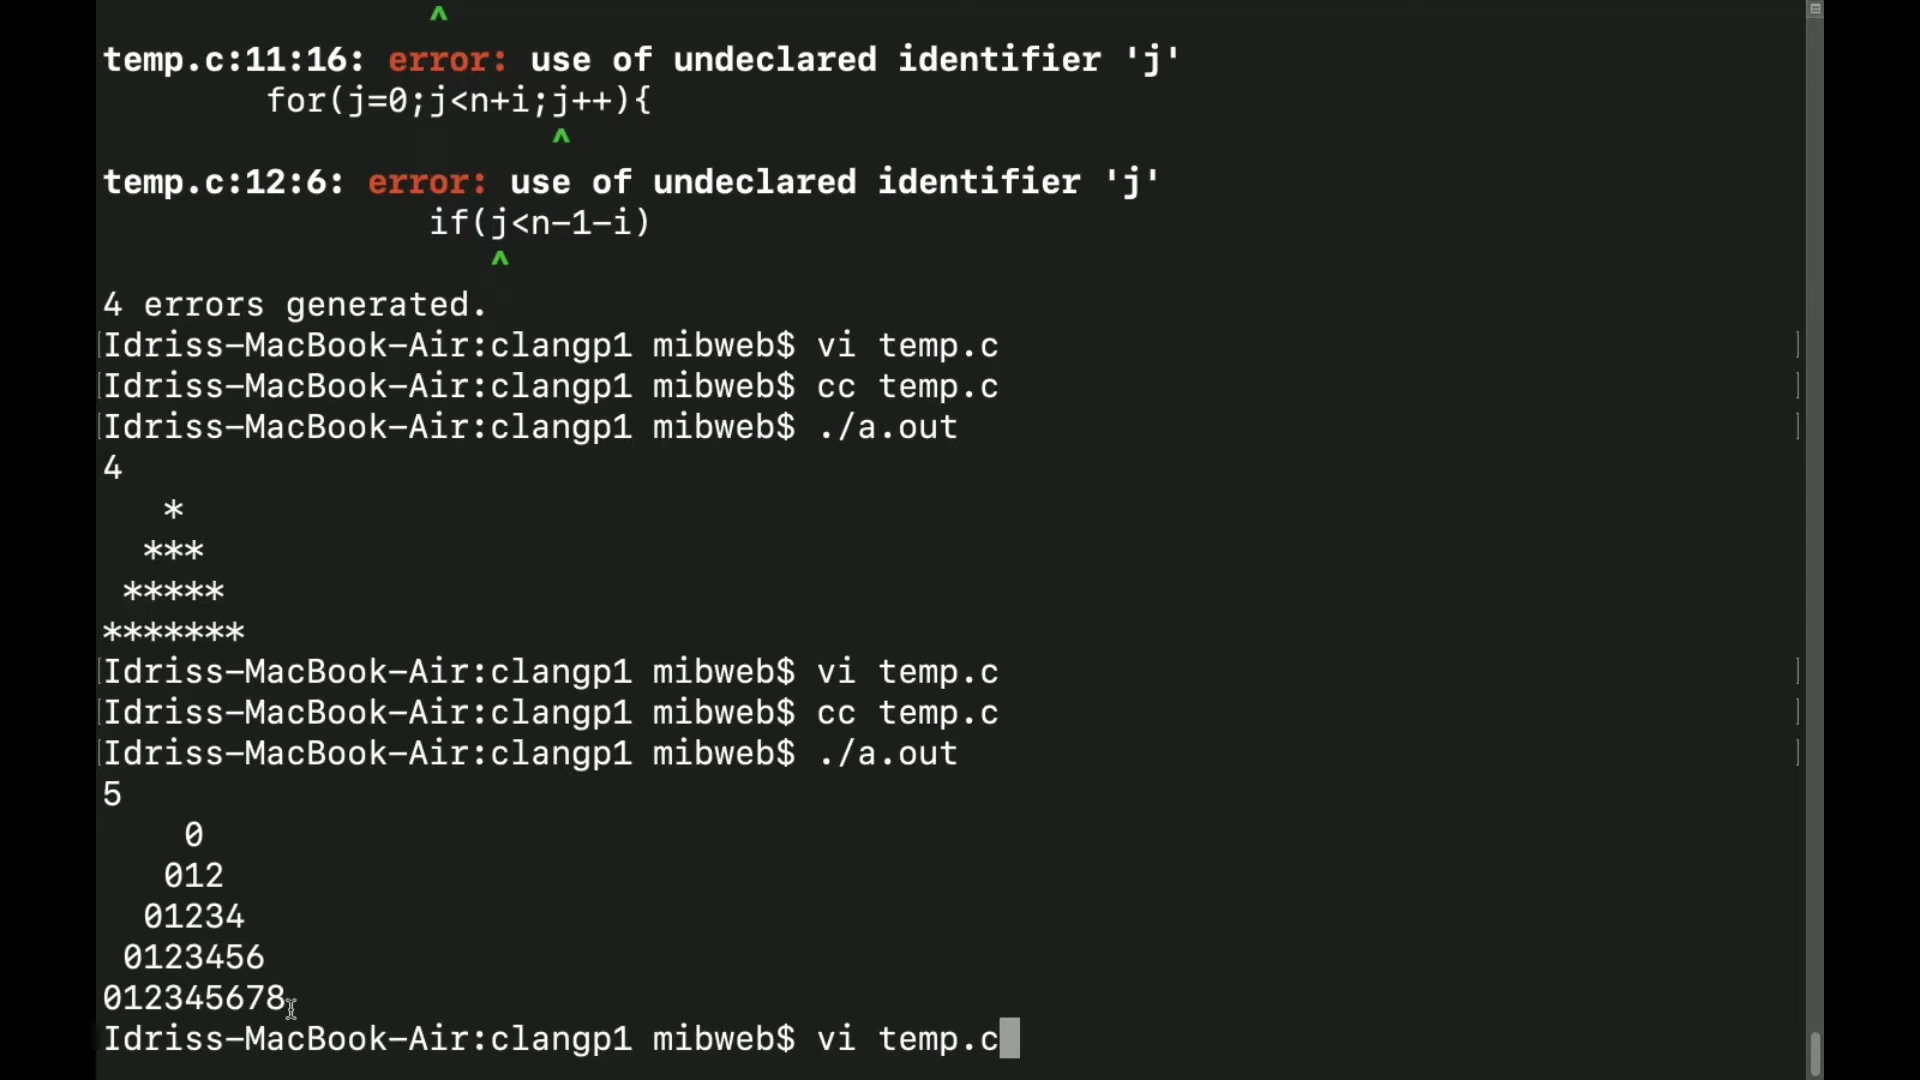 ^
temp.c:11:16: error: use of undeclared identifier 'j'
        for(j=0;j<n+i;j++){
                      ^
temp.c:12:6: error: use of undeclared identifier 'j'
                if(j<n-1-i)
                   ^
4 errors generated.
[Idriss-MacBook-Air:clangp1 mibweb$ vi temp.c ]
[Idriss-MacBook-Air:clangp1 mibweb$ cc temp.c ]
[Idriss-MacBook-Air:clangp1 mibweb$ ./a.out ]
4
   *
  ***
 *****
*******
[Idriss-MacBook-Air:clangp1 mibweb$ vi temp.c ]
[Idriss-MacBook-Air:clangp1 mibweb$ cc temp.c ]
[Idriss-MacBook-Air:clangp1 mibweb$ ./a.out ]
5
    0
   012
  01234
 0123456
012345678
Idriss-MacBook-Air:clangp1 mibweb$ vi temp.c